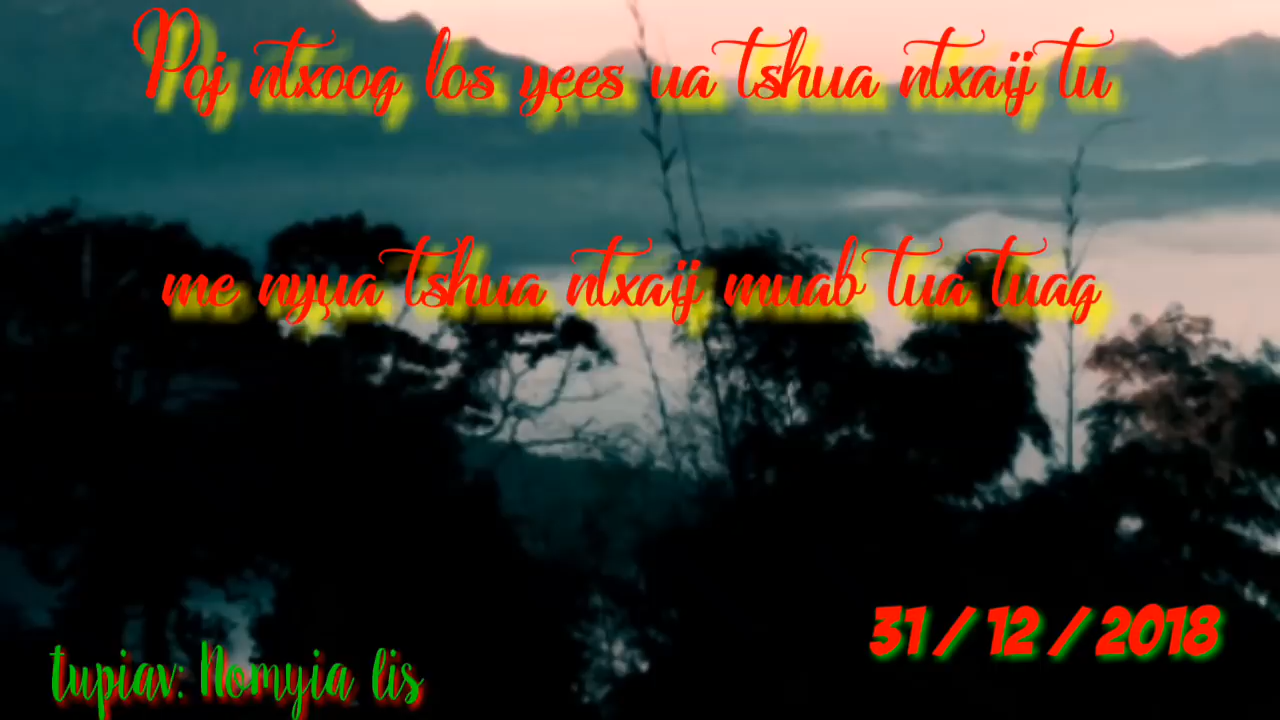 Poj ntxoog los yees ua tshua ntxaij tu
me nyua tshua ntxaij muab tua tuag
31 / 12 / 2018
tupiav: Nomyia lis